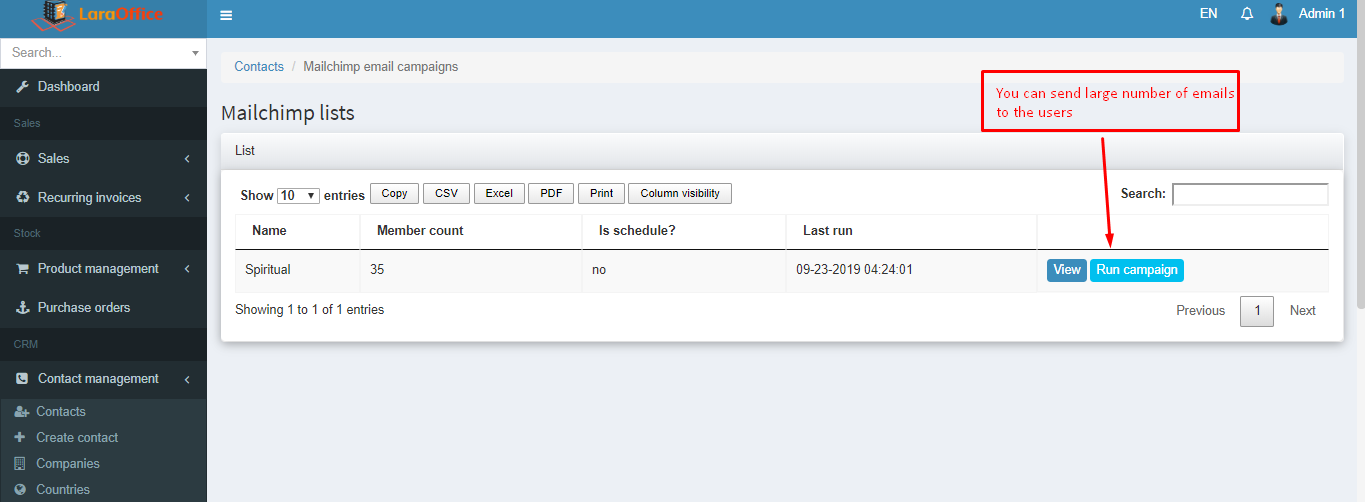 LaraOffice
EN Admin 1
Search...
Dashboard
Sales
Sales
Recurring invoices
Stock
Product management
Purchase orders
CRM
Contact management
Contacts
Create contact
Companies
Countries
Contacts / Mailchimp email campaigns
You can send large number of emails
to the users
Mailchimp lists
List
Show 10 entries Copy CSV Excel PDF Print Column visibility Search:
Name Member count Is schedule? Last run
Spiritual 35 no 09-23-2019 04:24:01 View Run campaign
Showing 1 to 1 of 1 entries Previous 1 Next